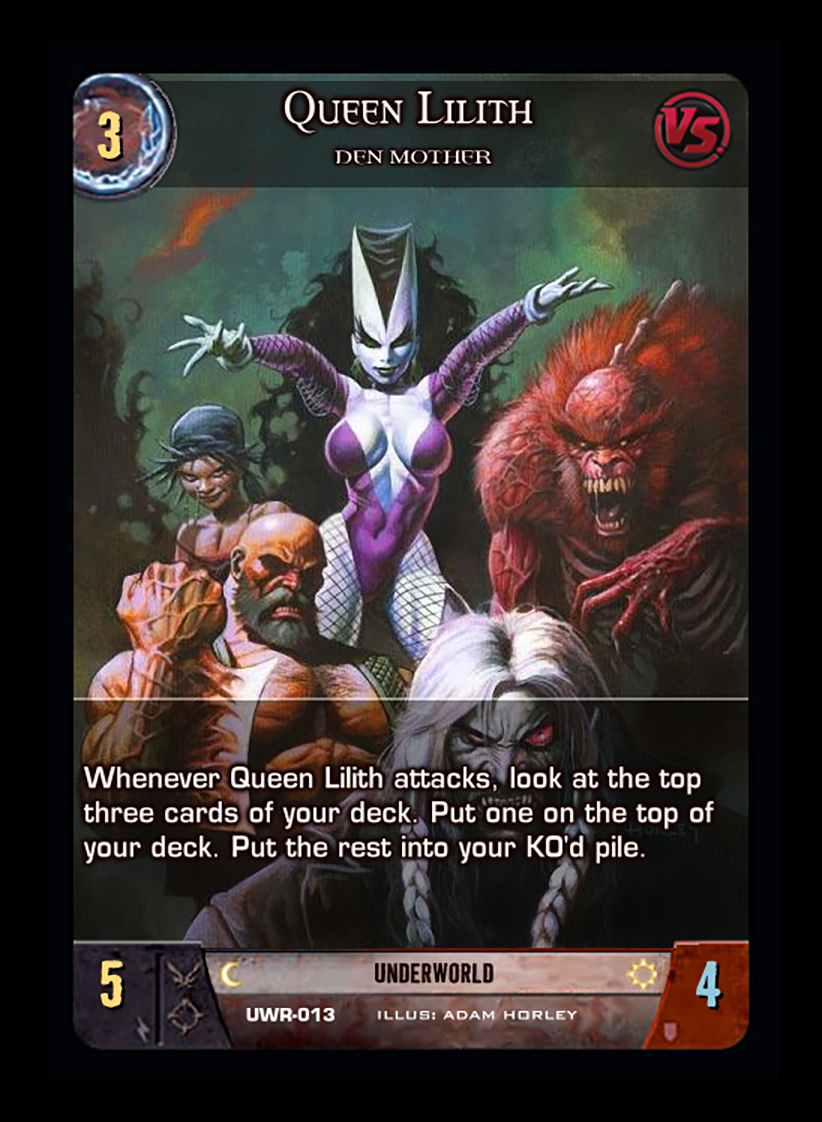 3
Queen Lilith
VS.
Den Mother
Whenever Queen Lilith attacks, look at the top
three cards of your deck. Put one on the top of
your deck. Put the rest into your KO'd pile.
HORLEY
5
UNDERWORLD
4
UWR-013 ILLUS: ADAM HORLEY